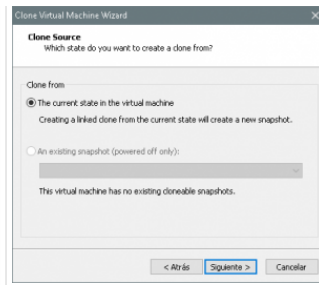 Clone Virtual Machine Wizard
Clone Source
Which state do you want to create a clone from?
Clone from
The current state in the virtual machine
Creating a linked clone from the current state will create a new snapshot.
An existing snapshot (powered off only):
This virtual machine has no existing cloneable snapshots.
< Atrás Siguiente > Cancelar